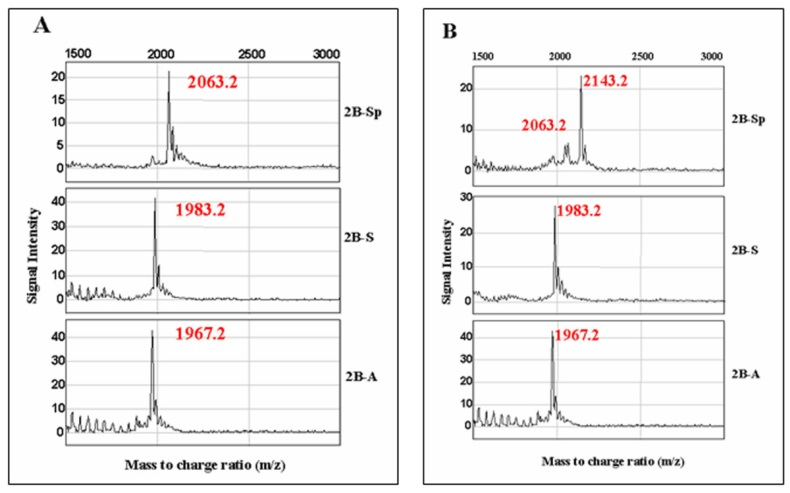 A
1500 2000 2500 3000
20
15
10
5
0
2063.2
2B-Sp
40
30
20
10
0
1983.2
2B-S
40
30
20
10
0
1967.2
2B-A
Signal Intensity
Mass to charge ratio (m/z)
B
1500 2000 2500 3000
20
10
0
2143.2
2063.2
2B-Sp
30
20
10
0
1983.2
2B-S
40
30
20
10
0
1967.2
2B-A
Signal Intensity
Mass to charge ratio (m/z)